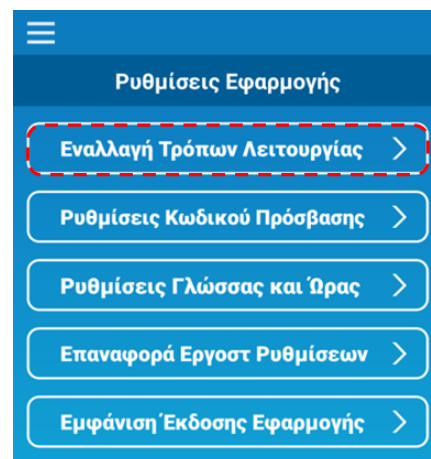 Ρυθμίσεις Εφαρμογής
Εναλλαγή Τρόπων Λειτουργίας
Ρυθμίσεις Κωδικού Πρόσβασης
Ρυθμίσεις Γλώσσας και Ώρας
Επαναφορά Εργοστ Ρυθμίσεων
Εμφάνιση Έκδοσης Εφαρμογής